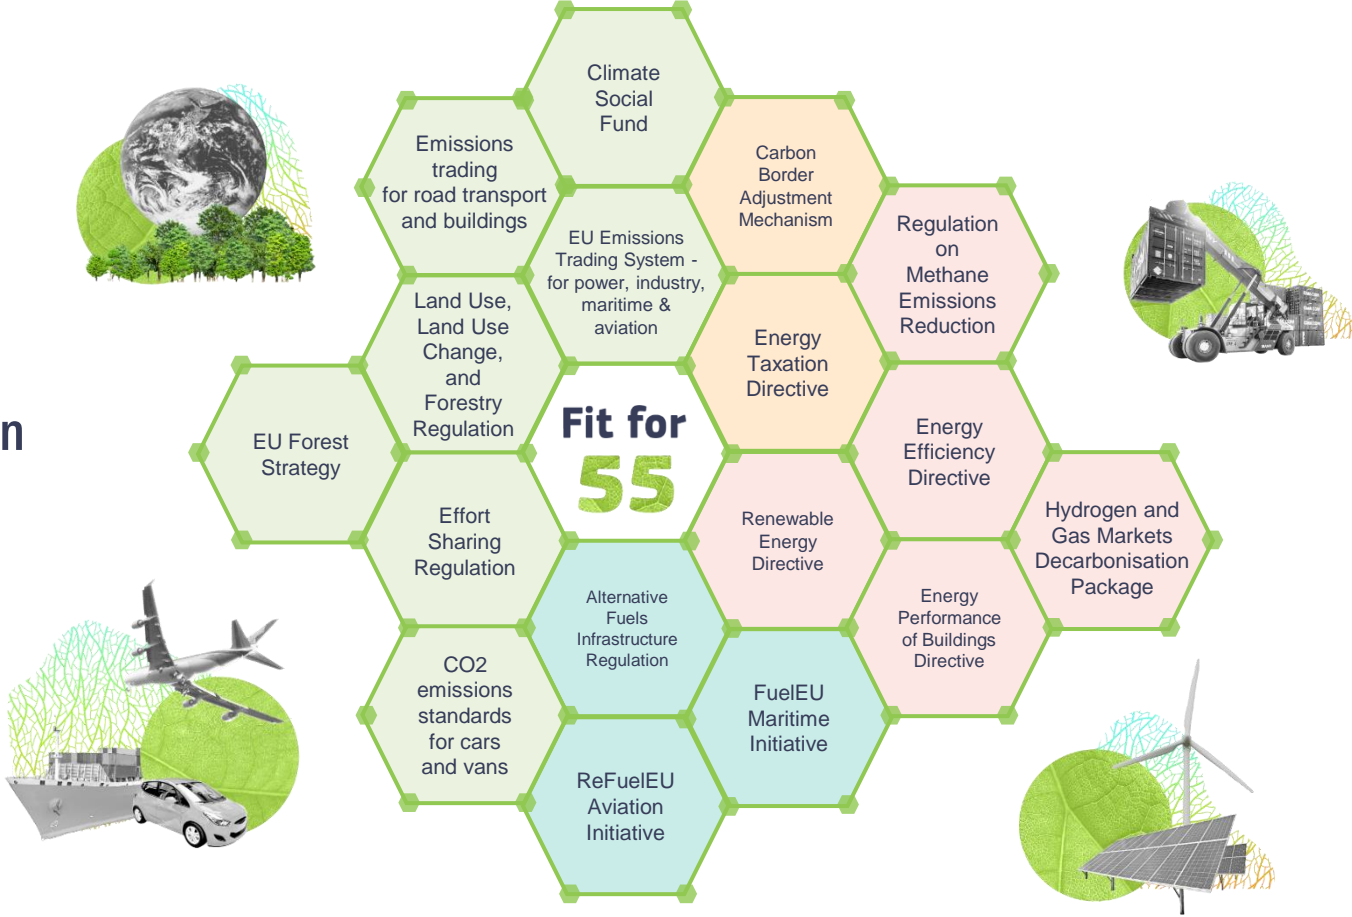 Climate
Social
Fund
Emissions
trading
for road transport
and buildings
Carbon
Border
Adjustment
Mechanism
EU Emissions
Trading System -
for power, industry,
maritime &
aviation
Regulation
on
Methane
Emissions
Reduction
Land Use,
Land Use
Change,
and
Forestry
Regulation
Energy
Taxation
Directive
n
EU Forest
Strategy
Fit for
55
Energy
Efficiency
Directive
Effort
Sharing
Regulation
Renewable
Energy
Directive
Hydrogen and
Gas Markets
Decarbonisation
Package
Alternative
Fuels
Infrastructure
Regulation
Energy
Performance
of Buildings
Directive
CO2
emissions
standards
for cars
and vans
FuelEU
Maritime
Initiative
ReFuelEU
Aviation
Initiative